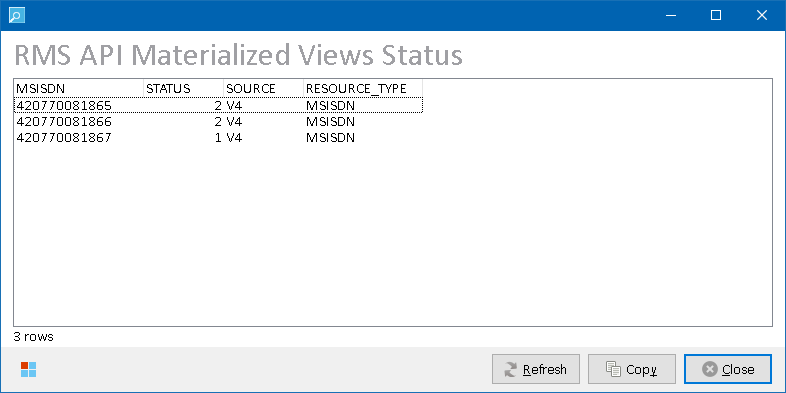 RMS API Materialized Views Status
MSISDN STATUS SOURCE RESOURCE_TYPE
420770081865 2 V4 MSISDN
420770081866 2 V4 MSISDN
420770081867 1 V4 MSISDN
3 rows
Refresh Copy Close